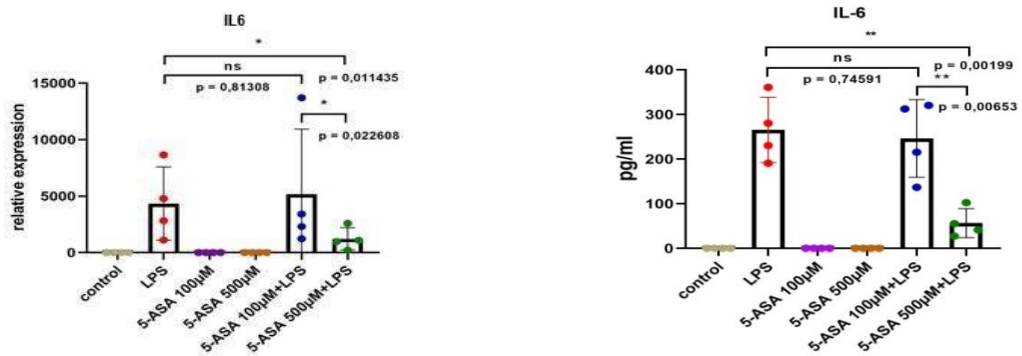 IL6
*
ns
p = 0,011435
p = 0,81308
*
p = 0,022608
relative expression
15000
10000
5000
0
control
LPS
5-ASA 100µM
5-ASA 500µM
5-ASA 100µM+LPS
5-ASA 500µM+LPS
IL-6
**
ns
p = 0,00199
p = 0,74591
**
p = 0,00653
pg/ml
400
300
200
100
0
control
LPS
5-ASA 100µM
5-ASA 500µM
5-ASA 100µM+LPS
5-ASA 500µM+LPS